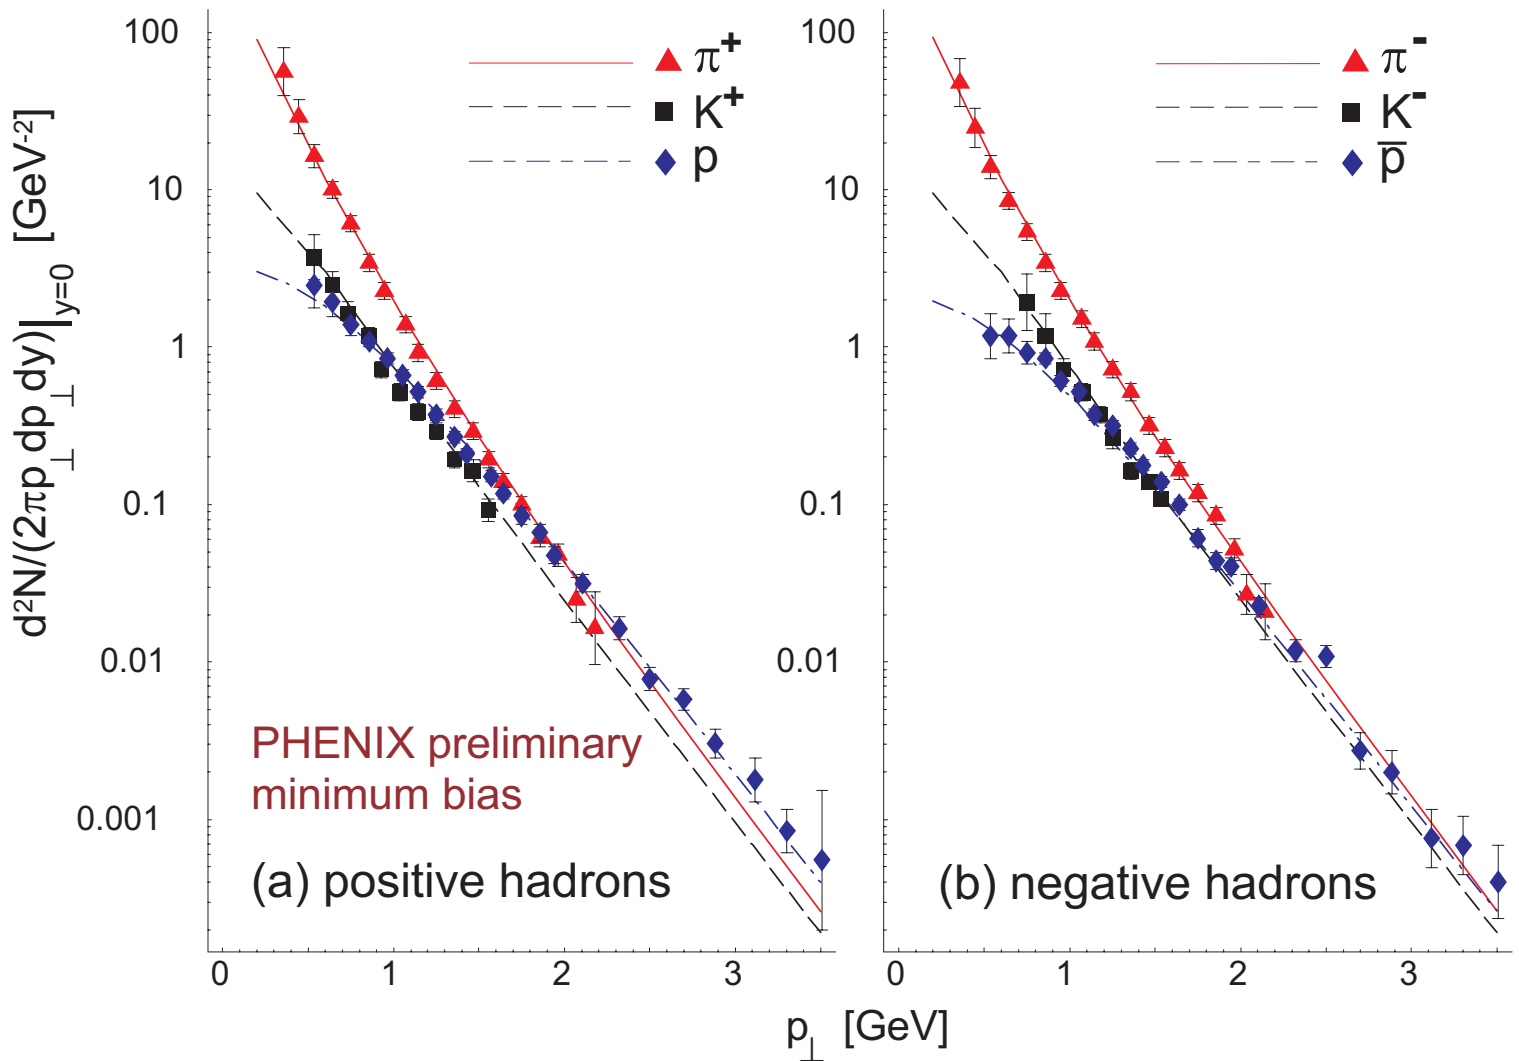 d²N/(2πp⊥ dp⊥ dy)|y=0 [GeV⁻²]
100
10
1
0.1
0.01
0.001
π⁺
K⁺
p
PHENIX preliminary
minimum bias
(a) positive hadrons
0 1 2 3
100
10
1
0.1
0.01
0.001
π⁻
K⁻
p̅
(b) negative hadrons
0 1 2 3
p⊥ [GeV]